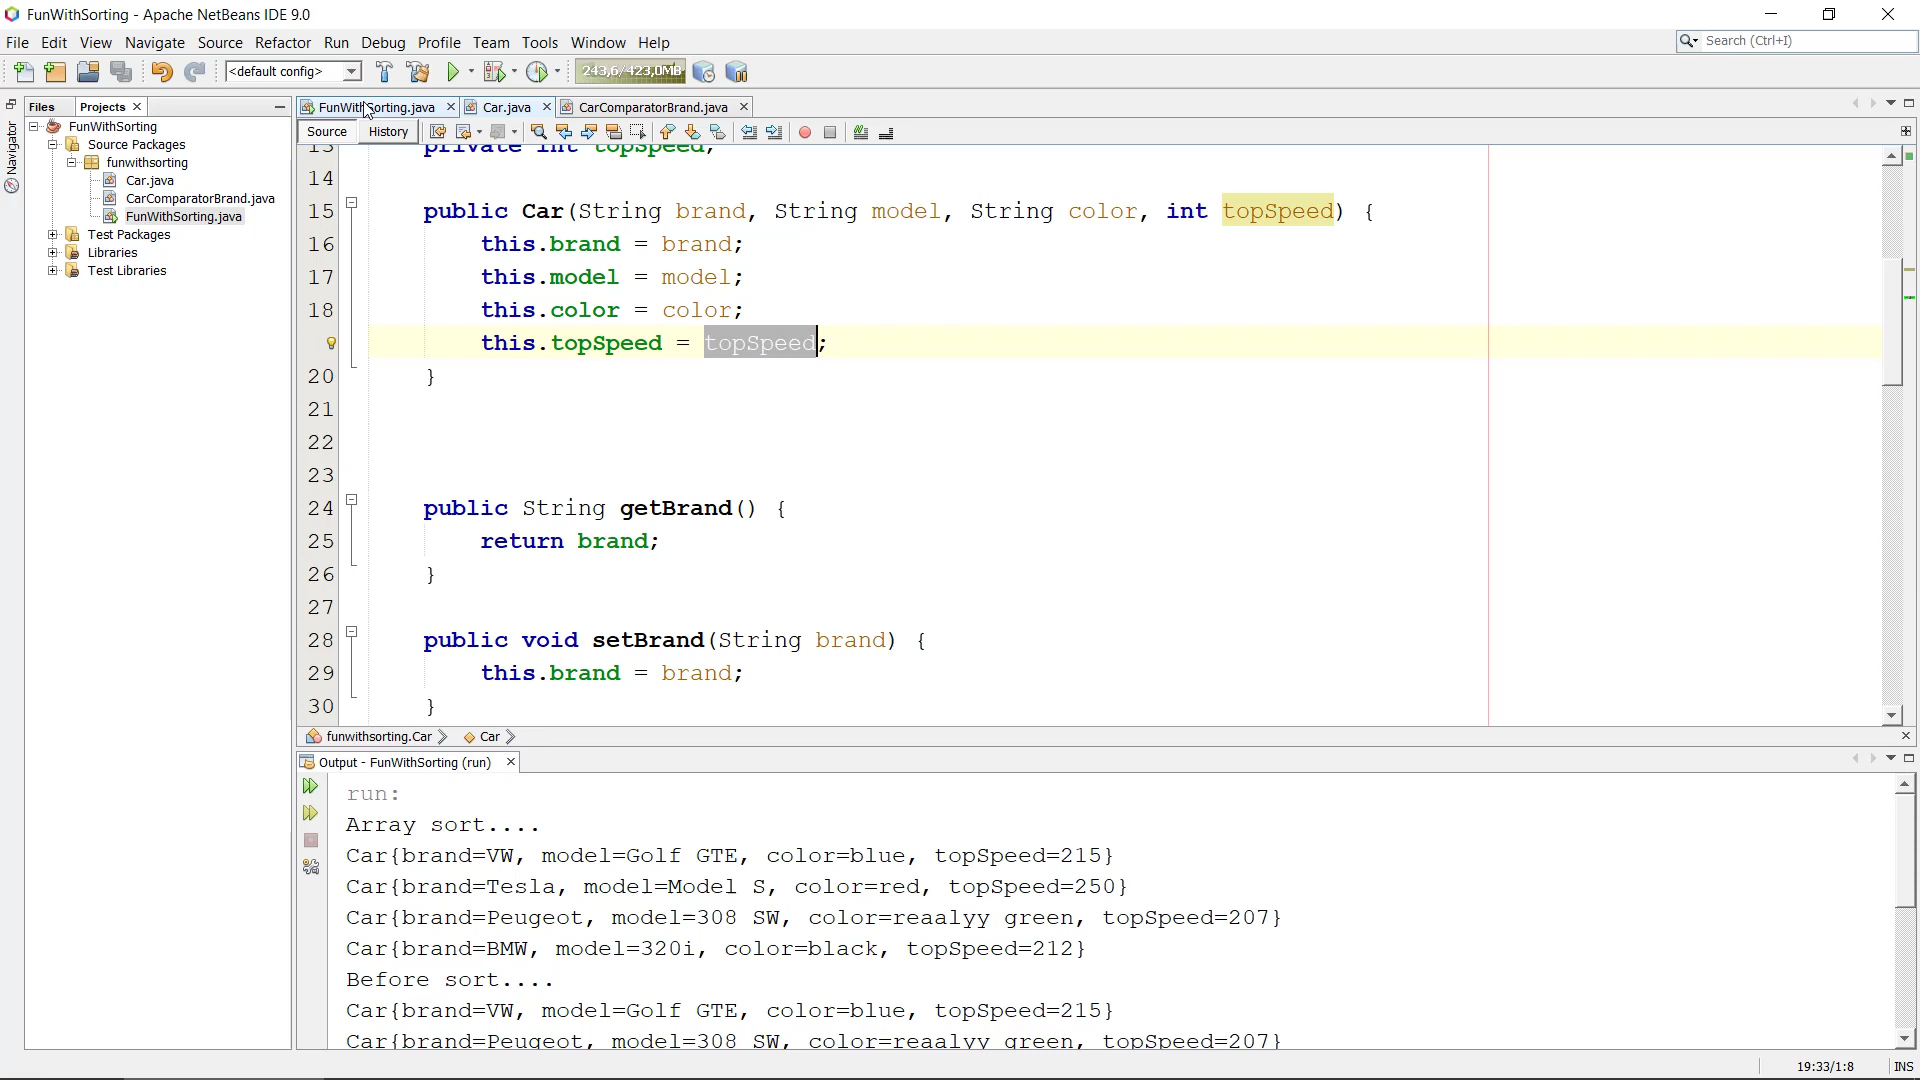 FunWithSorting - Apache NetBeans IDE 9.0
File Edit View Navigate Source Refactor Run Debug Profile Team Tools Window Help
Search (Ctrl+I)
<default config>
243,6/423,0MB
Files Projects
FunWithSorting.java Car.java CarComparatorBrand.java
Source History
Navigator
FunWithSorting
Source Packages
funwithsorting
Car.java
CarComparatorBrand.java
FunWithSorting.java
Test Packages
Libraries
Test Libraries
13 private int topSpeed;
14
15 public Car(String brand, String model, String color, int topSpeed) {
16 this.brand = brand;
17 this.model = model;
18 this.color = color;
this.topSpeed = topSpeed;
20 }
21
22
23
24 public String getBrand() {
25 return brand;
26 }
27
28 public void setBrand(String brand) {
29 this.brand = brand;
30 }
funwithsorting.Car Car
Output - FunWithSorting (run)
run:
Array sort....
Car{brand=VW, model=Golf GTE, color=blue, topSpeed=215}
Car{brand=Tesla, model=Model S, color=red, topSpeed=250}
Car{brand=Peugeot, model=308 SW, color=reaalyy green, topSpeed=207}
Car{brand=BMW, model=320i, color=black, topSpeed=212}
Before sort....
Car{brand=VW, model=Golf GTE, color=blue, topSpeed=215}
Car{brand=Peugeot, model=308 SW, color=reaalyy green, topSpeed=207}
19:33/1:8 INS